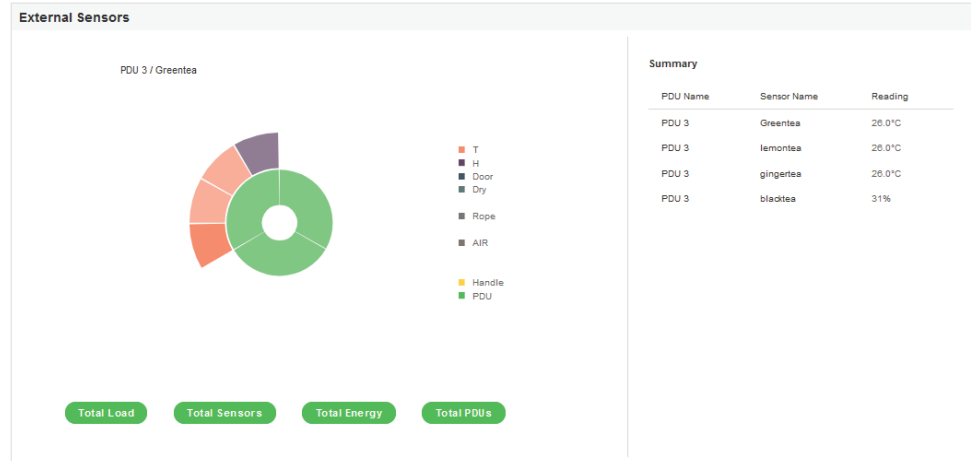 External Sensors
PDU 3 / Greentea
T
H
Door
Dry
Rope
AIR
Handle
PDU
Total Load Total Sensors Total Energy Total PDUs
Summary
PDU Name Sensor Name Reading
PDU 3 Greentea 26.0°C
PDU 3 lemontea 26.0°C
PDU 3 gingertea 26.0°C
PDU 3 blacktea 31%